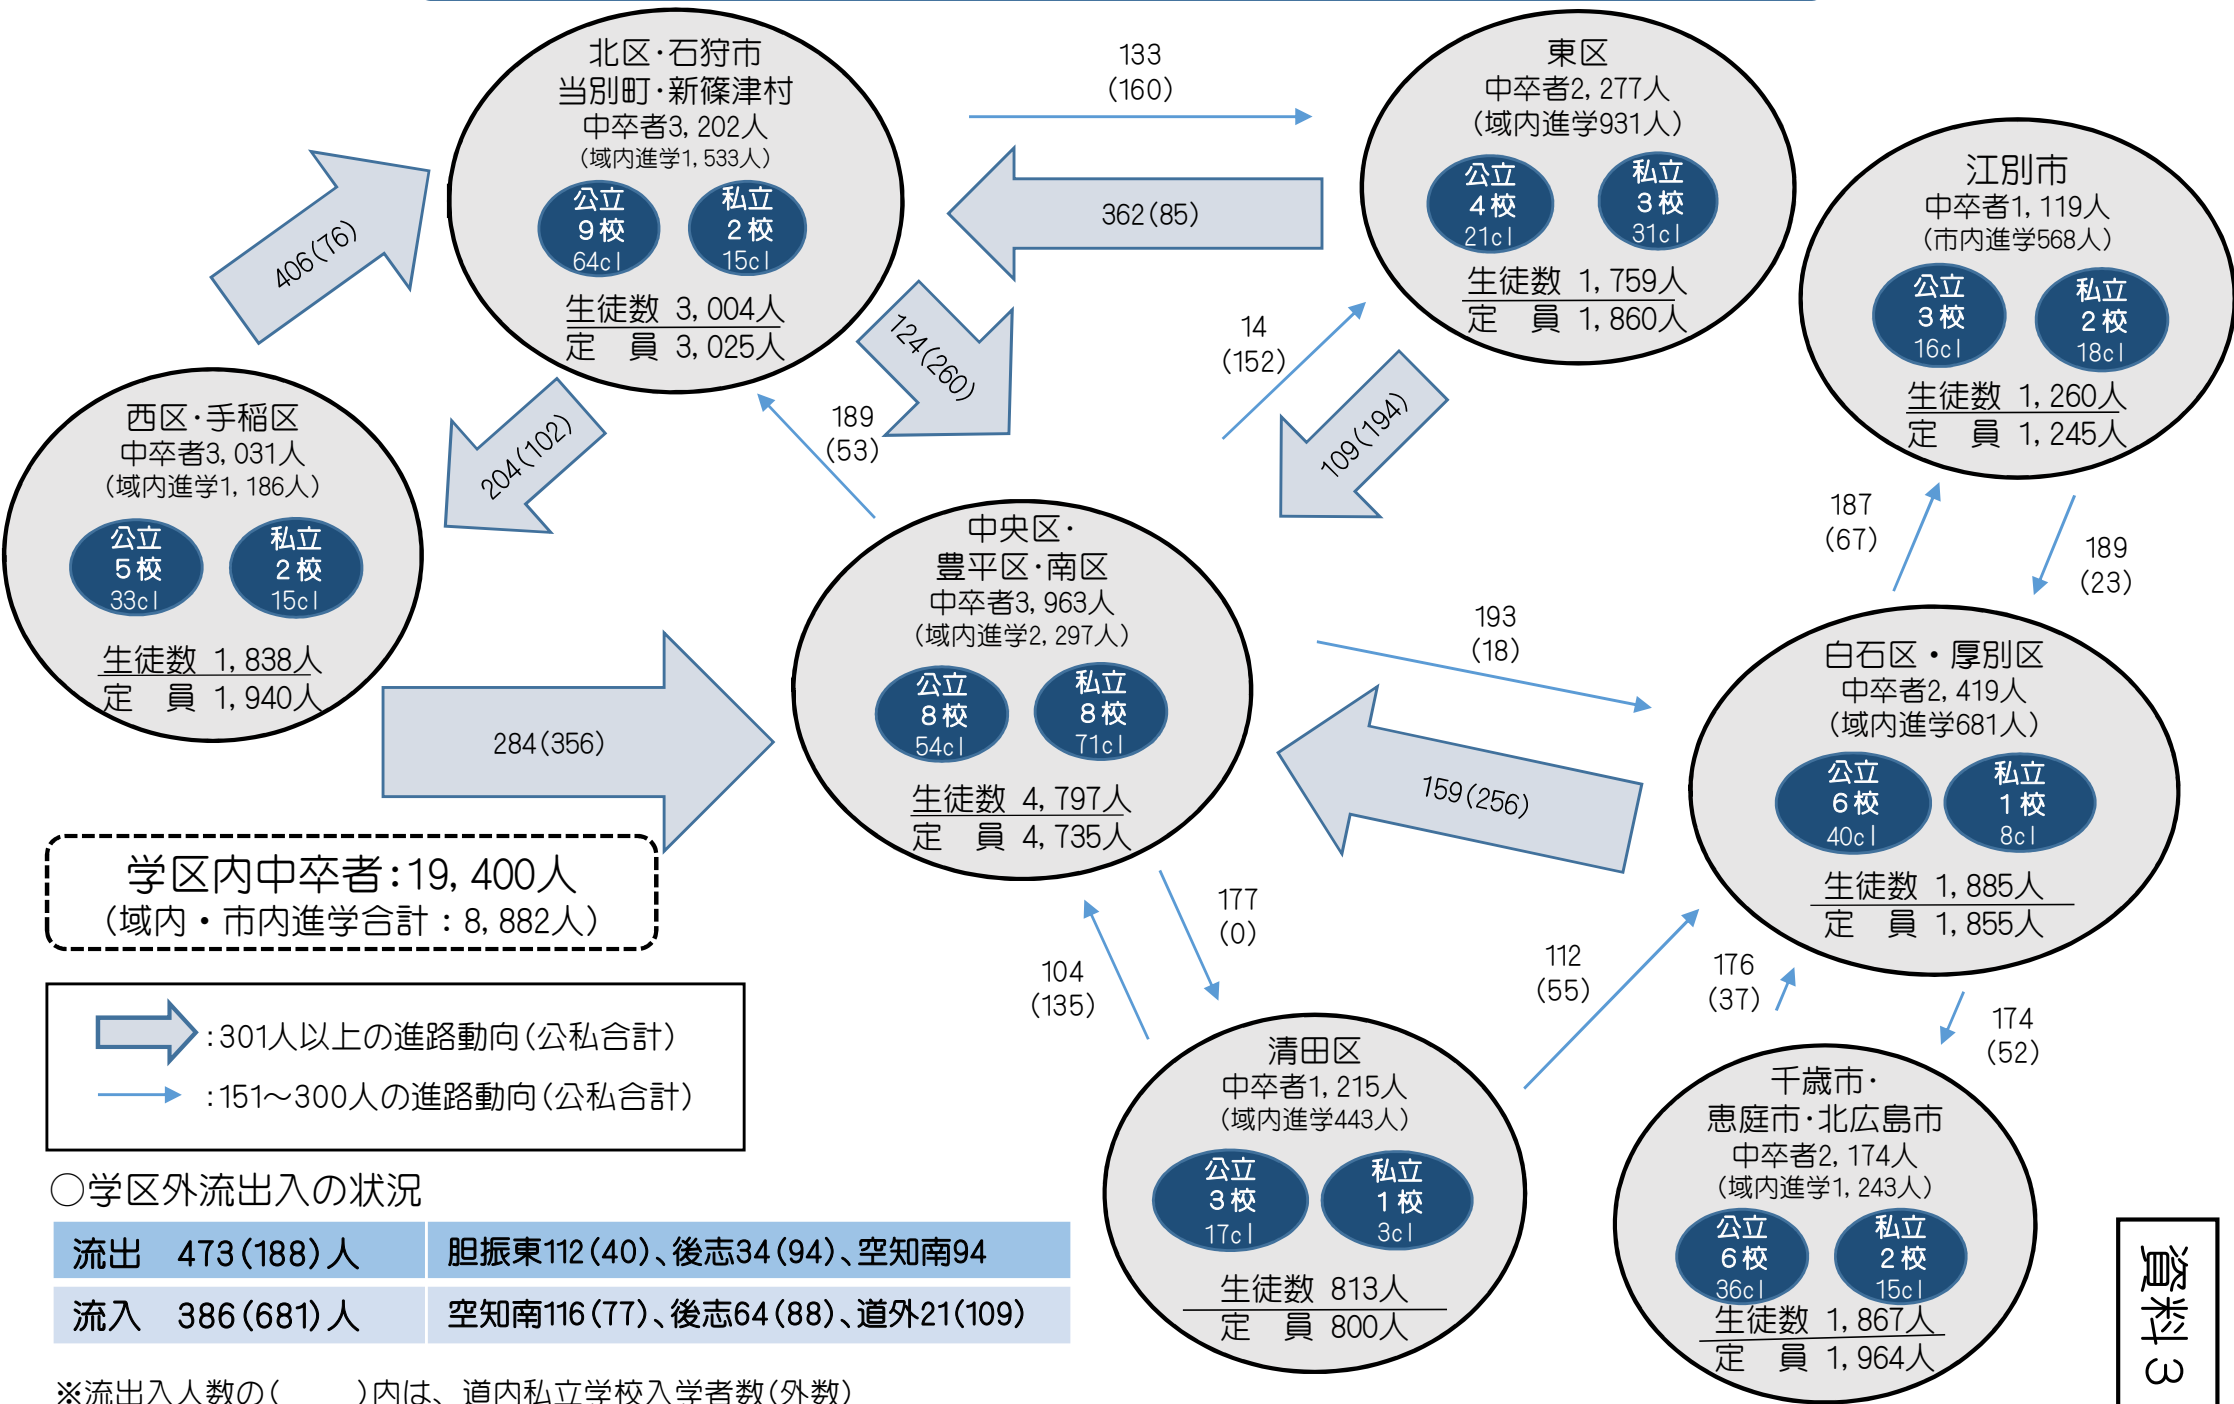 北区･石狩市
当別町･新篠津村
中卒者3,202人
(域内進学1,533人)
公立
9校
64cl
私立
2校
15cl
生徒数 3,004人
定　員 3,025人
133
(160)
362(85)
東区
中卒者2,277人
(域内進学931人)
公立
4校
21cl
私立
3校
31cl
生徒数 1,759人
定　員 1,860人
江別市
中卒者1,119人
(市内進学568人)
公立
3校
16cl
私立
2校
18cl
生徒数 1,260人
定　員 1,245人
406(76)
204(102)
124(260)
189
(53)
14
(152)
109(194)
187
(67)
189
(23)
西区･手稲区
中卒者3,031人
(域内進学1,186人)
公立
5校
33cl
私立
2校
15cl
生徒数 1,838人
定　員 1,940人
284(356)
中央区･
豊平区･南区
中卒者3,963人
(域内進学2,297人)
公立
8校
54cl
私立
8校
71cl
生徒数 4,797人
定　員 4,735人
193
(18)
159(256)
白石区・厚別区
中卒者2,419人
(域内進学681人)
公立
6校
40cl
私立
1校
8cl
生徒数 1,885人
定　員 1,855人
学区内中卒者:19,400人
(域内・市内進学合計：8,882人)
104
(135)
177
(0)
112
(55)
176
(37)
174
(52)
:301人以上の進路動向(公私合計)
:151～300人の進路動向(公私合計)
清田区
中卒者1,215人
(域内進学443人)
公立
3校
17cl
私立
1校
3cl
生徒数 813人
定　員 800人
千歳市･
恵庭市･北広島市
中卒者2,174人
(域内進学1,243人)
公立
6校
36cl
私立
2校
15cl
生徒数 1,867人
定　員 1,964人
○学区外流出入の状況
流出　473(188)人　胆振東112(40)、後志34(94)、空知南94
流入　386(681)人　空知南116(77)、後志64(88)、道外21(109)
※流出入人数の(　　)内は、道内私立学校入学者数(外数)
資料3